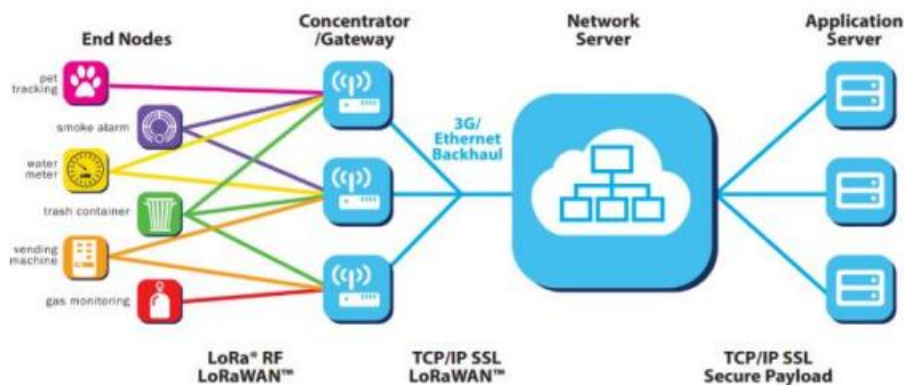 End Nodes
Concentrator
/Gateway
Network
Server
Application
Server
pet
tracking
smoke alarm
water
meter
trash container
vending
machine
gas monitoring
3G/
Ethernet
Backhaul
LoRa® RF
LoRaWAN™
TCP/IP SSL
LoRaWAN™
TCP/IP SSL
Secure Payload